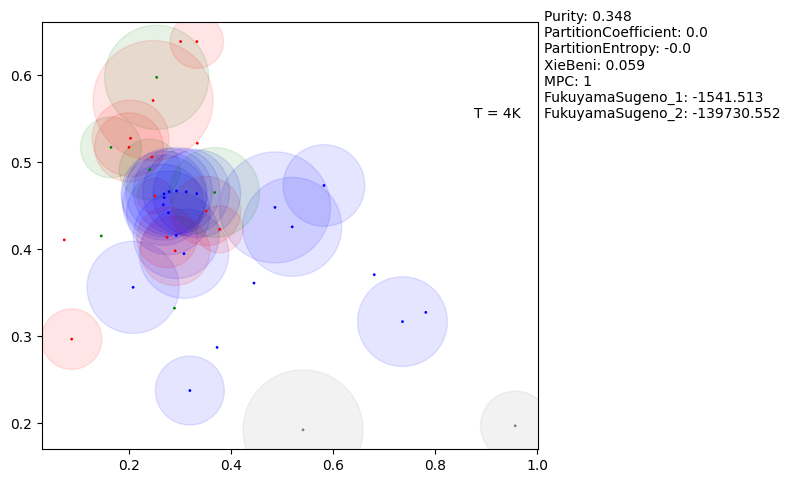 Purity: 0.348
PartitionCoefficient: 0.0
PartitionEntropy: -0.0
XieBeni: 0.059
MPC: 1
FukuyamaSugeno_1: -1541.513
FukuyamaSugeno_2: -139730.552
T = 4K
0.6
0.5
0.4
0.3
0.2
0.2
0.4
0.6
0.8
1.0